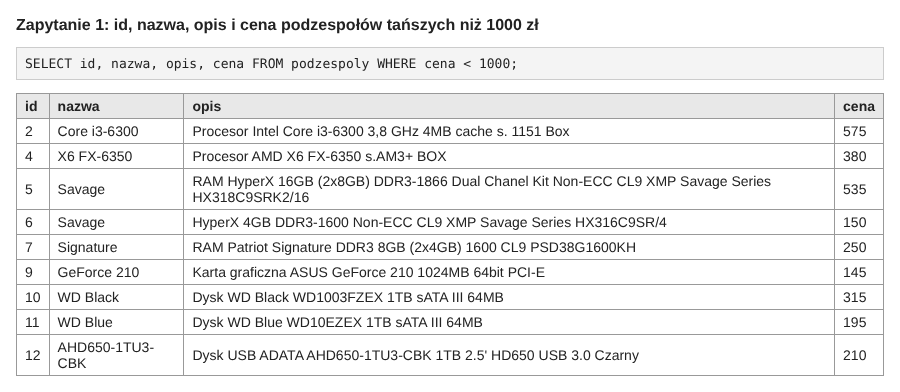 Zapytanie 1: id, nazwa, opis i cena podzespołów tańszych niż 1000 zł
SELECT id, nazwa, opis, cena FROM podzespoly WHERE cena < 1000;
id nazwa opis cena
2 Core i3-6300 Procesor Intel Core i3-6300 3,8 GHz 4MB cache s. 1151 Box 575
4 X6 FX-6350 Procesor AMD X6 FX-6350 s.AM3+ BOX 380
5 Savage RAM HyperX 16GB (2x8GB) DDR3-1866 Dual Chanel Kit Non-ECC CL9 XMP Savage Series
HX318C9SRK2/16 535
6 Savage HyperX 4GB DDR3-1600 Non-ECC CL9 XMP Savage Series HX316C9SR/4 150
7 Signature RAM Patriot Signature DDR3 8GB (2x4GB) 1600 CL9 PSD38G1600KH 250
9 GeForce 210 Karta graficzna ASUS GeForce 210 1024MB 64bit PCI-E 145
10 WD Black Dysk WD Black WD1003FZEX 1TB sATA III 64MB 315
11 WD Blue Dysk WD Blue WD10EZEX 1TB sATA III 64MB 195
12 AHD650-1TU3-
CBK Dysk USB ADATA AHD650-1TU3-CBK 1TB 2.5' HD650 USB 3.0 Czarny 210